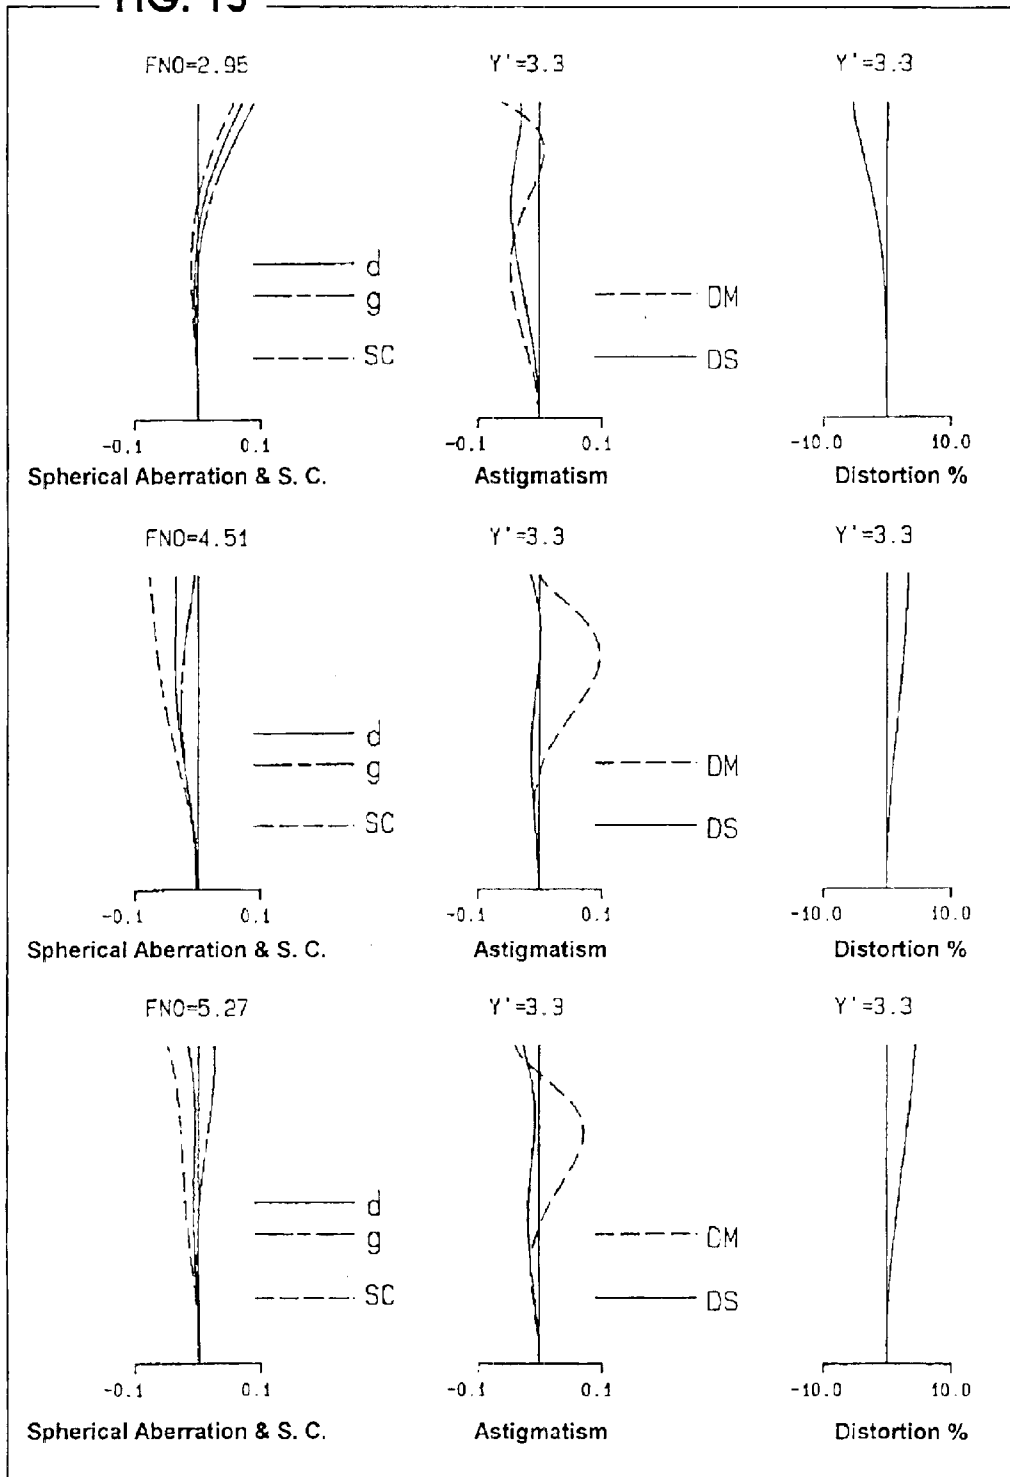 FIG. 15
FNO=2.95 Y'=3.3 Y'=3.3
d
g
DM
SC DS
-0.1 0.1 -0.1 0.1 -10.0 10.0
Spherical Aberration & S. C. Astigmatism Distortion %
FNO=4.51 Y'=3.3 Y'=3.3
d
g DM
SC DS
-0.1 0.1 -0.1 0.1 -10.0 10.0
Spherical Aberration & S. C. Astigmatism Distortion %
FNO=5.27 Y'=3.3 Y'=3.3
d
g DM
SC DS
-0.1 0.1 -0.1 0.1 -10.0 10.0
Spherical Aberration & S. C. Astigmatism Distortion %